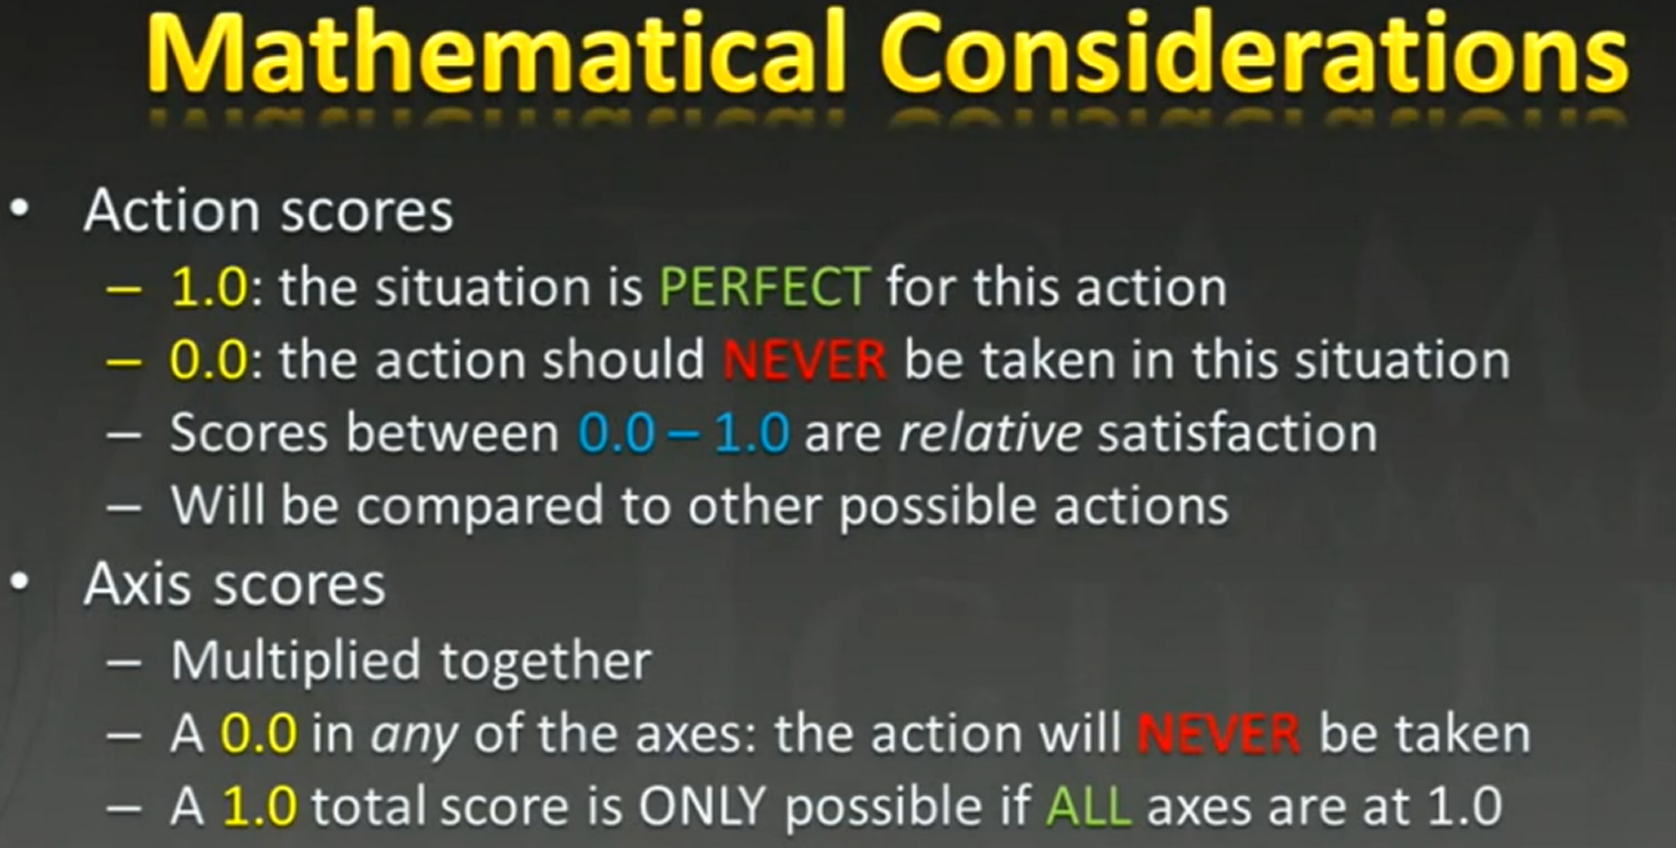 Mathematical Considerations
• Action scores
– 1.0: the situation is PERFECT for this action
– 0.0: the action should NEVER be taken in this situation
– Scores between 0.0 – 1.0 are relative satisfaction
– Will be compared to other possible actions
• Axis scores
– Multiplied together
– A 0.0 in any of the axes: the action will NEVER be taken
– A 1.0 total score is ONLY possible if ALL axes are at 1.0